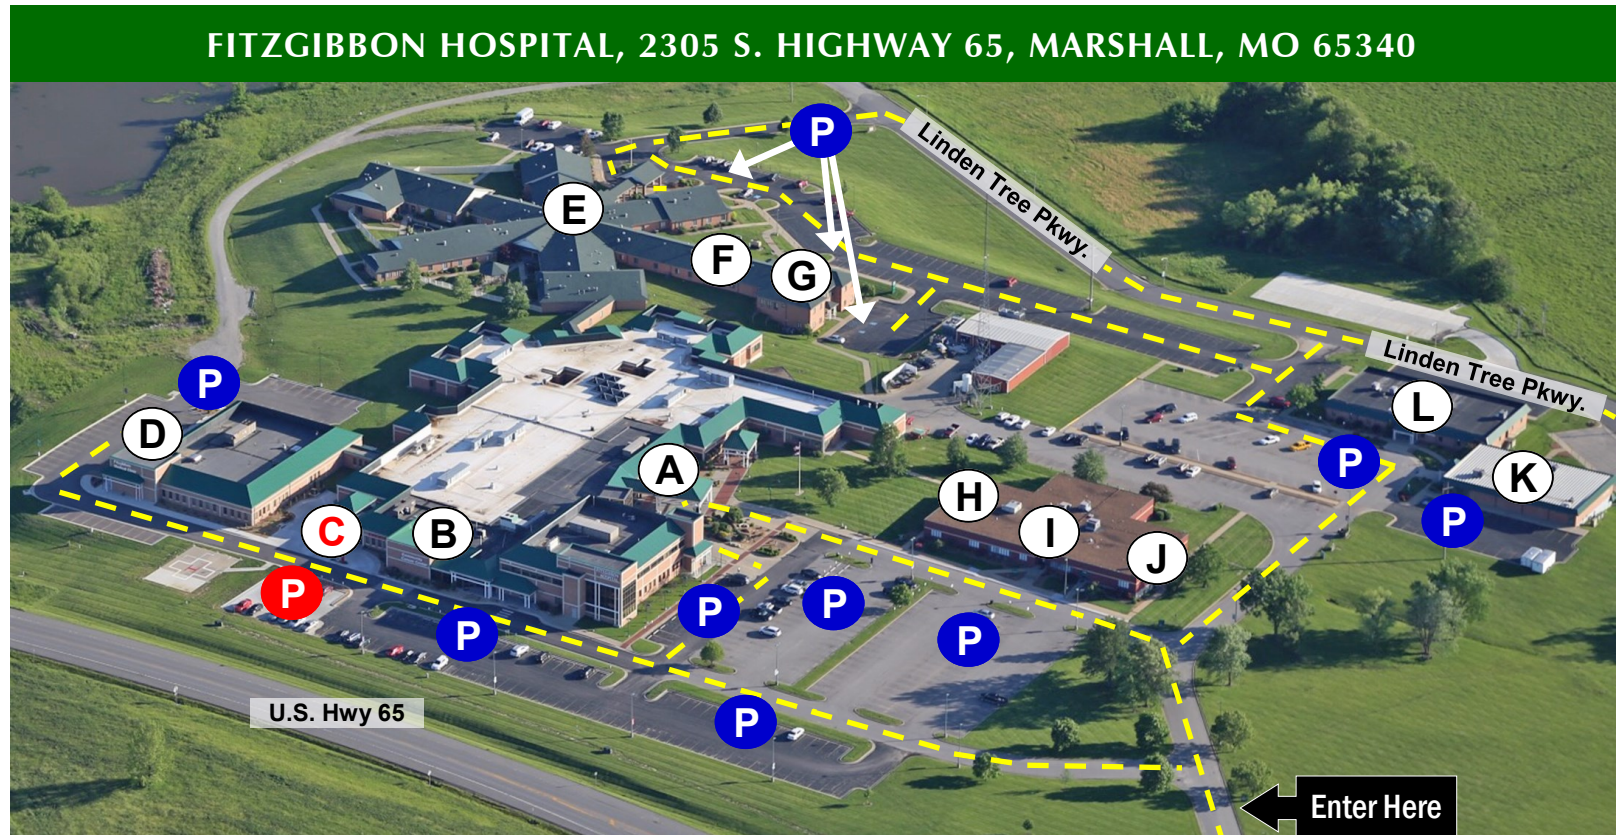 FITZGIBBON HOSPITAL, 2305 S. HIGHWAY 65, MARSHALL, MO 65340
P
Linden Tree Pkwy.
E
F
G
Linden Tree Pkwy.
P
D
L
A
P
K
H
P
C
B
I
J
P
P
P
P
P
P
U.S. Hwy 65
Enter Here